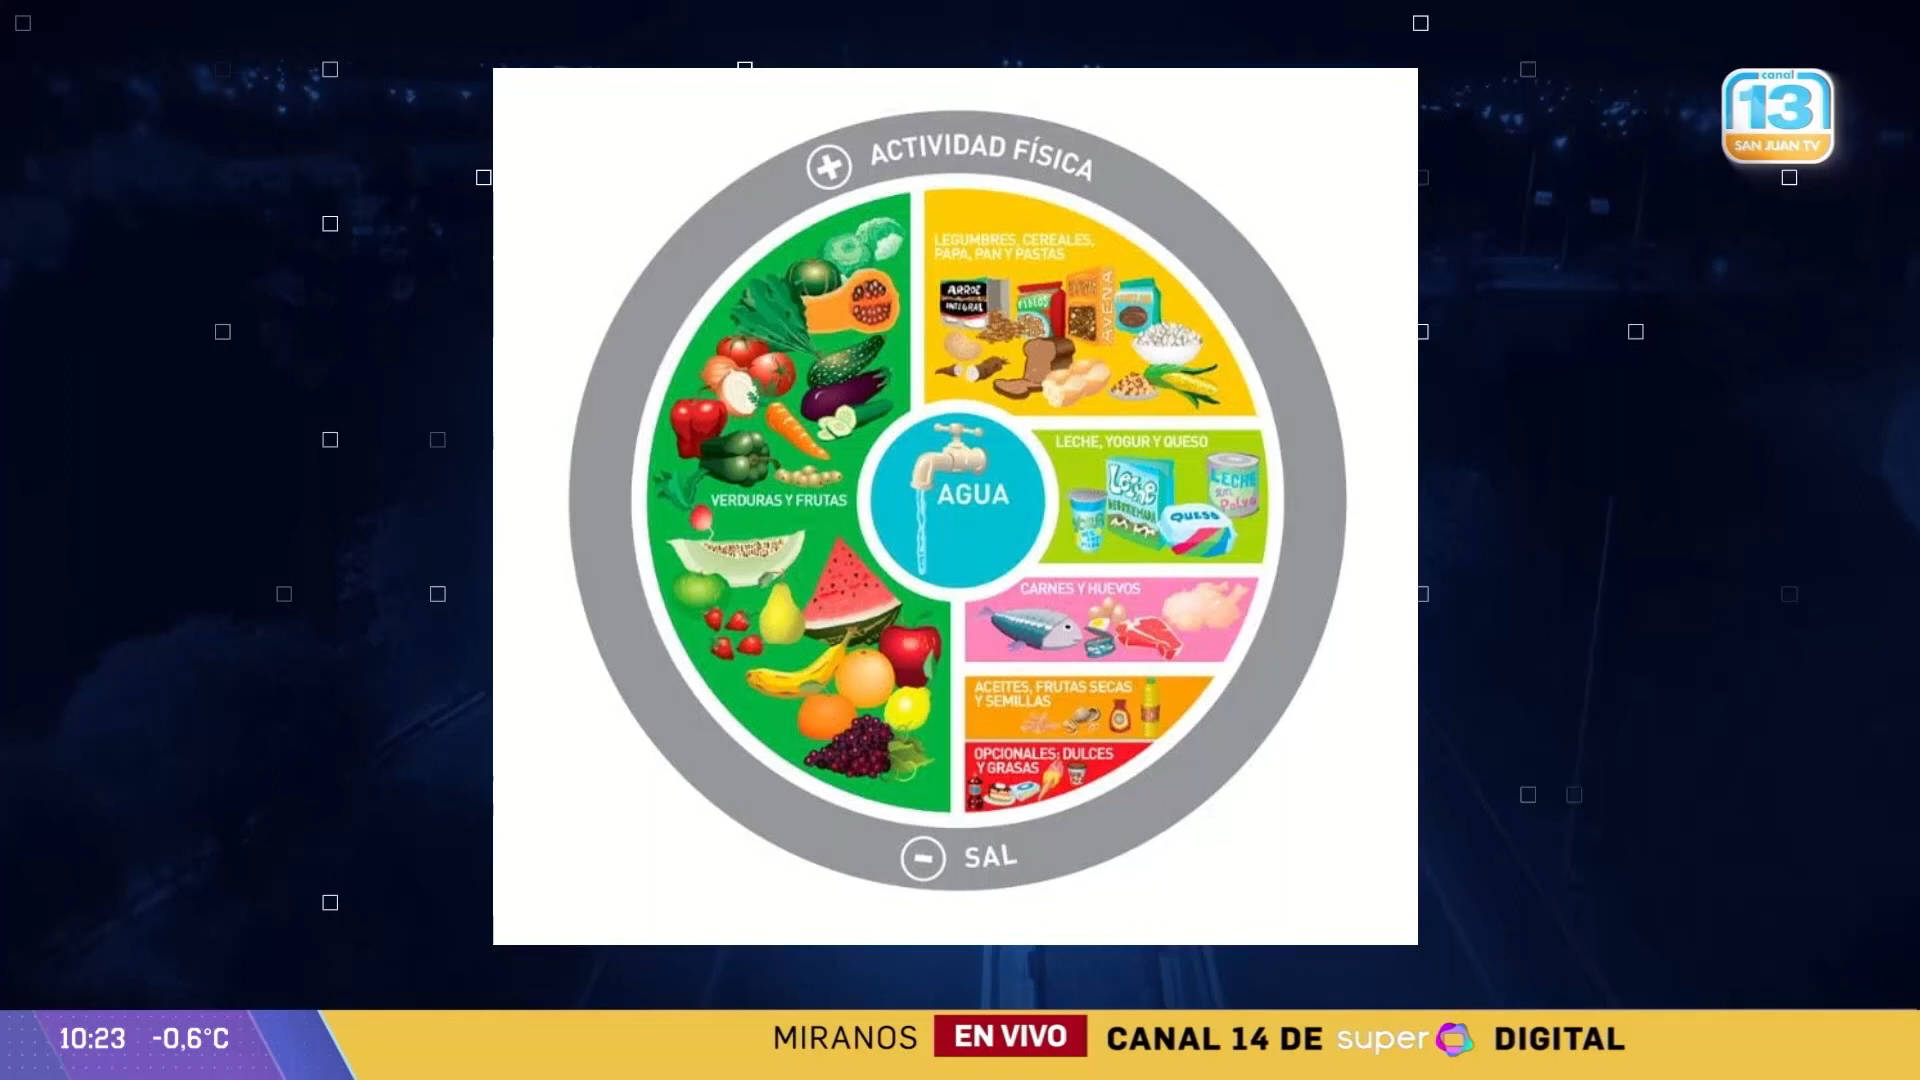 canal
13
SAN JUAN TV
ACTIVIDAD FÍSICA
LEGUMBRES, CEREALES,
PAPA, PAN Y PASTAS
ARROZ
INTEGRAL
FIDEOS
AVENA
LECHE, YOGUR Y QUESO
LECHE
LECHE
Polvo
QUESO
VERDURAS Y FRUTAS
AGUA
CARNES Y HUEVOS
ACEITES, FRUTAS SECAS
Y SEMILLAS
OPCIONALES: DULCES
Y GRASAS
SAL
10:23 -0,6°C
MIRANOS EN VIVO CANAL 14 DE super DIGITAL